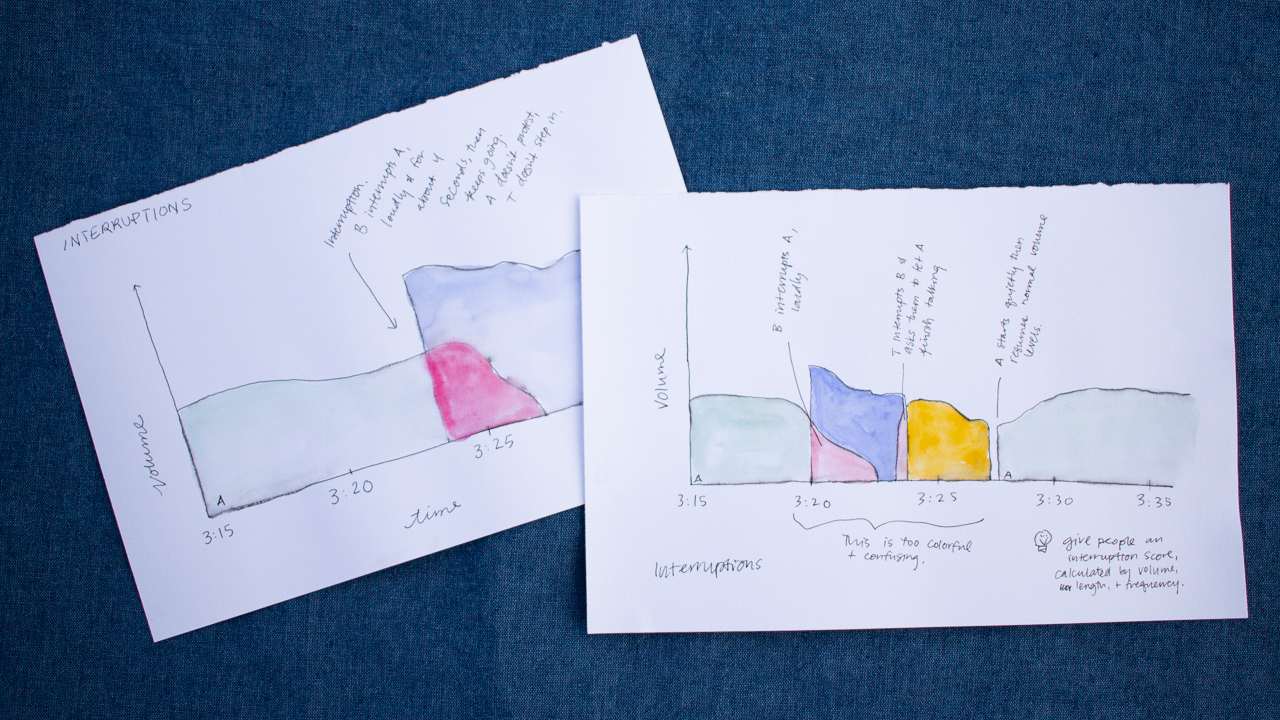 INTERRUPTIONS
Interruption.
B interrupts A,
loudly & for
about 4
seconds, then
keeps going.
A doesn't protest,
T doesn't step in.
Volume
A
3:15
3:20
3:25
time
B interrupts A,
loudly
T interrupts B &
asks them to let A
finish talking
A starts quietly then
resumes normal volume
levels.
Volume
A
A
3:15
3:20
3:25
3:30
3:35
This is too colorful
+ confusing.
Interruptions
give people an
interruption score,
calculated by volume,
length, + frequency.